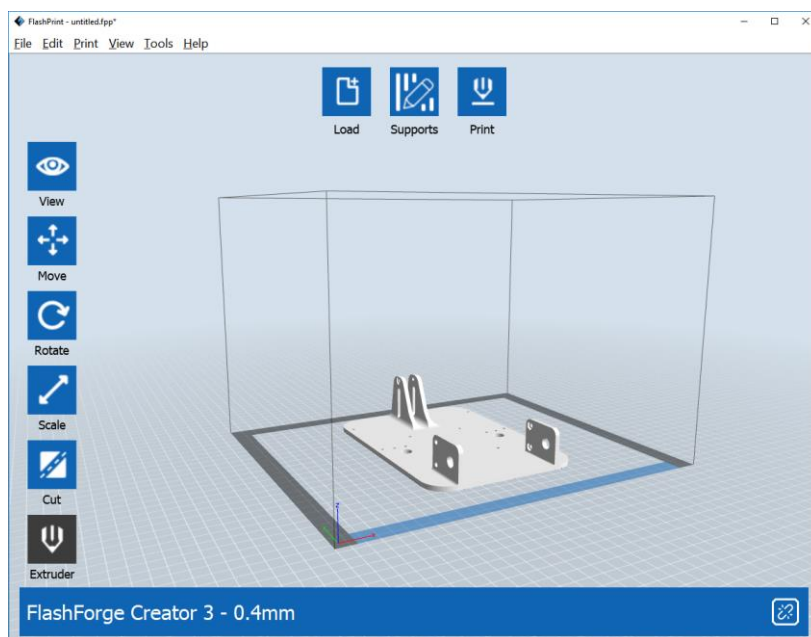 FlashPrint - untitled.fpp*
File Edit Print View Tools Help
Load Supports Print
View
Move
Rotate
Scale
Cut
Extruder
z
FlashForge Creator 3 - 0.4mm